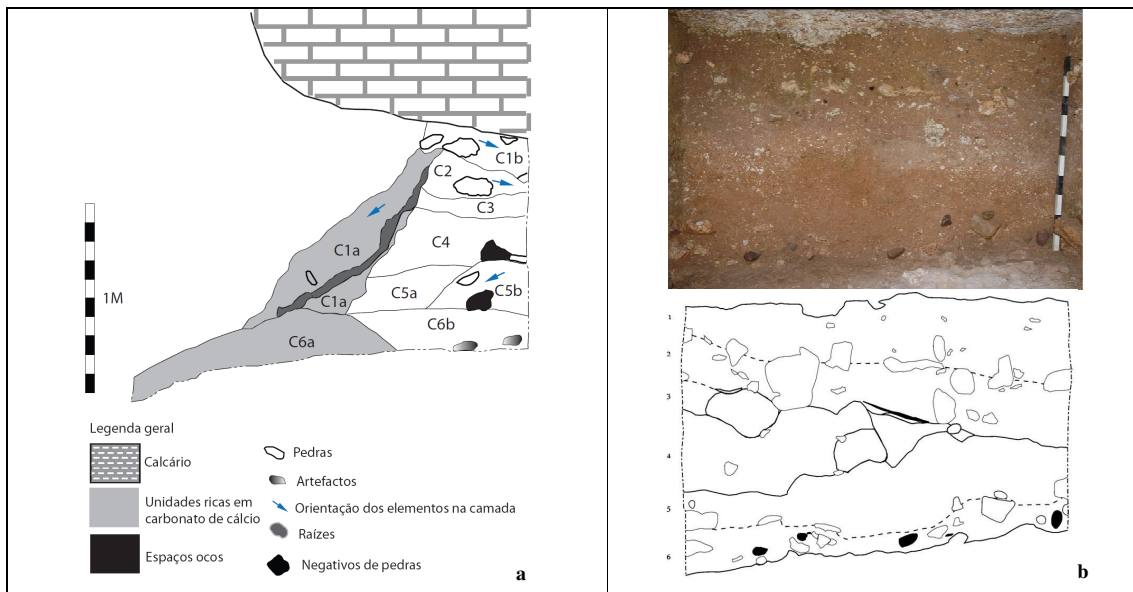 C1b
C2
C3
C1a
C4
1M
C5b
C1a
C5a
C6b
C6a
Legenda geral
Calcário
Unidades ricas em
carbonato de cálcio
Espaços ocos
Pedras
Artefactos
Orientação dos elementos na camada
Raízes
Negativos de pedras
a
1
2
3
4
5
6
b